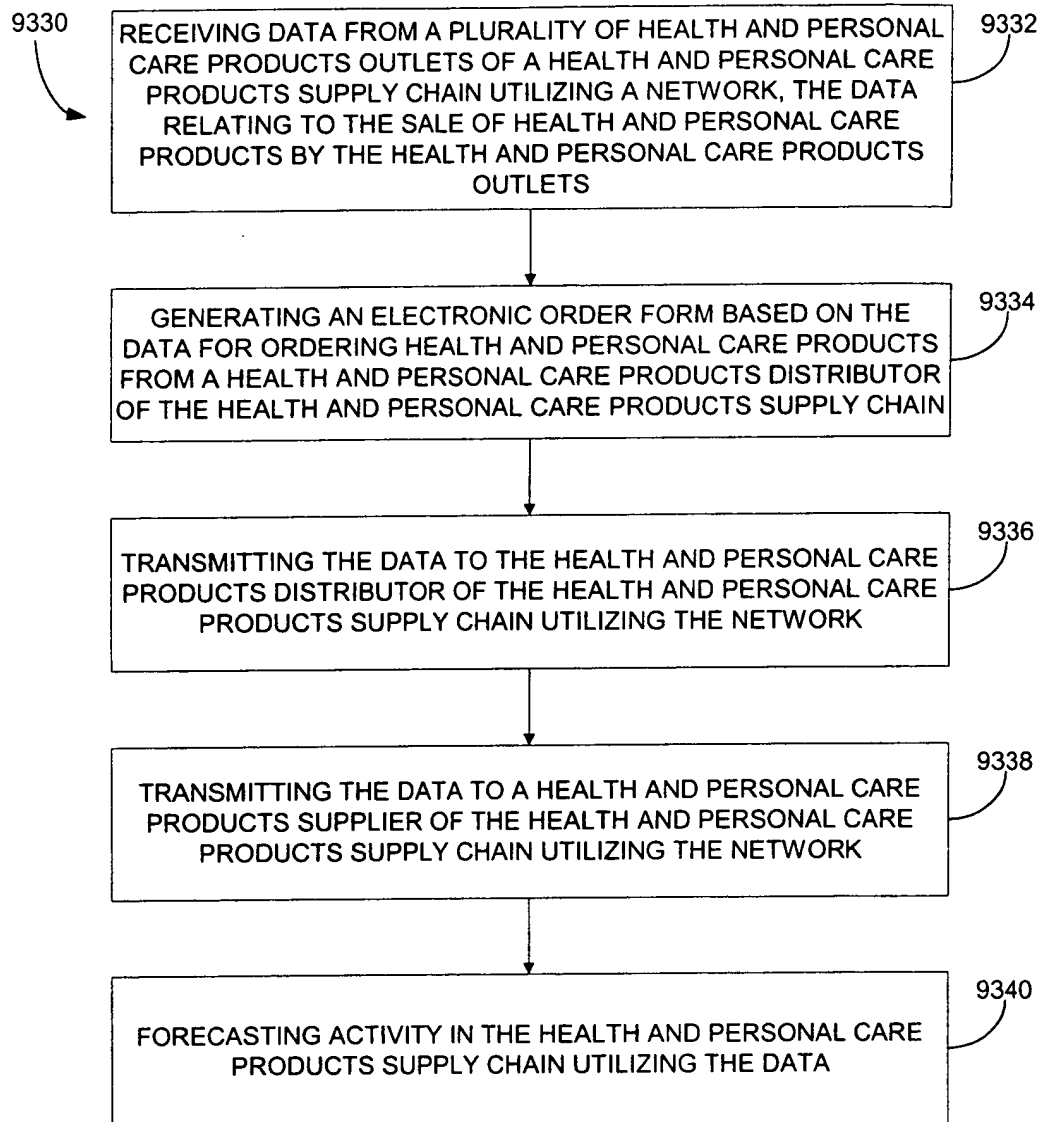 9330
9332
RECEIVING DATA FROM A PLURALITY OF HEALTH AND PERSONAL
CARE PRODUCTS OUTLETS OF A HEALTH AND PERSONAL CARE
PRODUCTS SUPPLY CHAIN UTILIZING A NETWORK, THE DATA
RELATING TO THE SALE OF HEALTH AND PERSONAL CARE
PRODUCTS BY THE HEALTH AND PERSONAL CARE PRODUCTS
OUTLETS
9334
GENERATING AN ELECTRONIC ORDER FORM BASED ON THE
DATA FOR ORDERING HEALTH AND PERSONAL CARE PRODUCTS
FROM A HEALTH AND PERSONAL CARE PRODUCTS DISTRIBUTOR
OF THE HEALTH AND PERSONAL CARE PRODUCTS SUPPLY CHAIN
9336
TRANSMITTING THE DATA TO THE HEALTH AND PERSONAL CARE
PRODUCTS DISTRIBUTOR OF THE HEALTH AND PERSONAL CARE
PRODUCTS SUPPLY CHAIN UTILIZING THE NETWORK
9338
TRANSMITTING THE DATA TO A HEALTH AND PERSONAL CARE
PRODUCTS SUPPLIER OF THE HEALTH AND PERSONAL CARE
PRODUCTS SUPPLY CHAIN UTILIZING THE NETWORK
9340
FORECASTING ACTIVITY IN THE HEALTH AND PERSONAL CARE
PRODUCTS SUPPLY CHAIN UTILIZING THE DATA